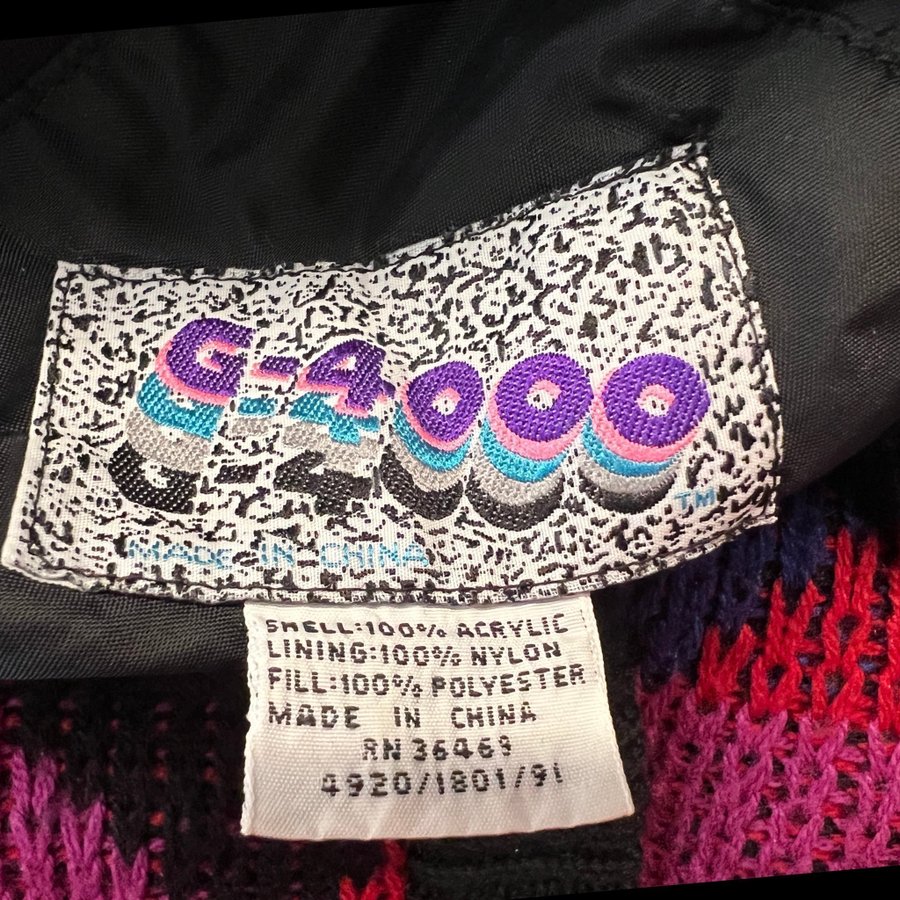 G-4000
TM
MADE IN CHINA
SHELL:100% ACRYLIC
LINING:100% NYLON
FILL:100% POLYESTER
MADE IN CHINA
RN 36469
4920/1801/91